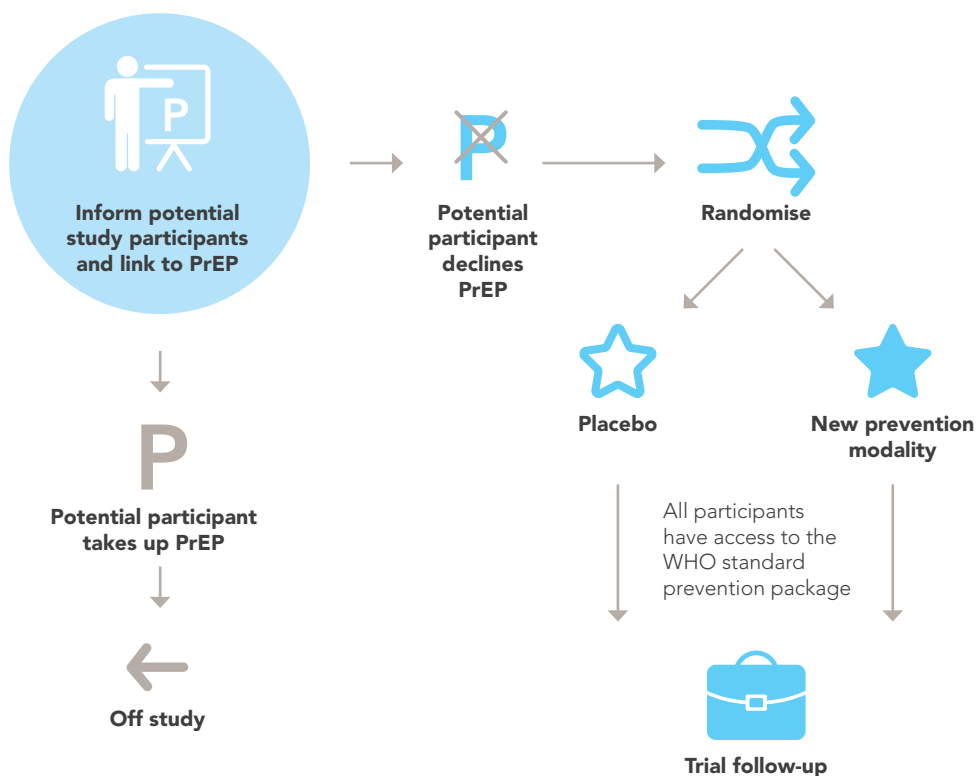 P
Inform potential
study participants
and link to PrEP
P
Potential
participant
declines
PrEP
Randomise
Placebo
New prevention
modality
P
Potential participant
takes up PrEP
All participants
have access to the
WHO standard
prevention package
Off study
Trial follow-up